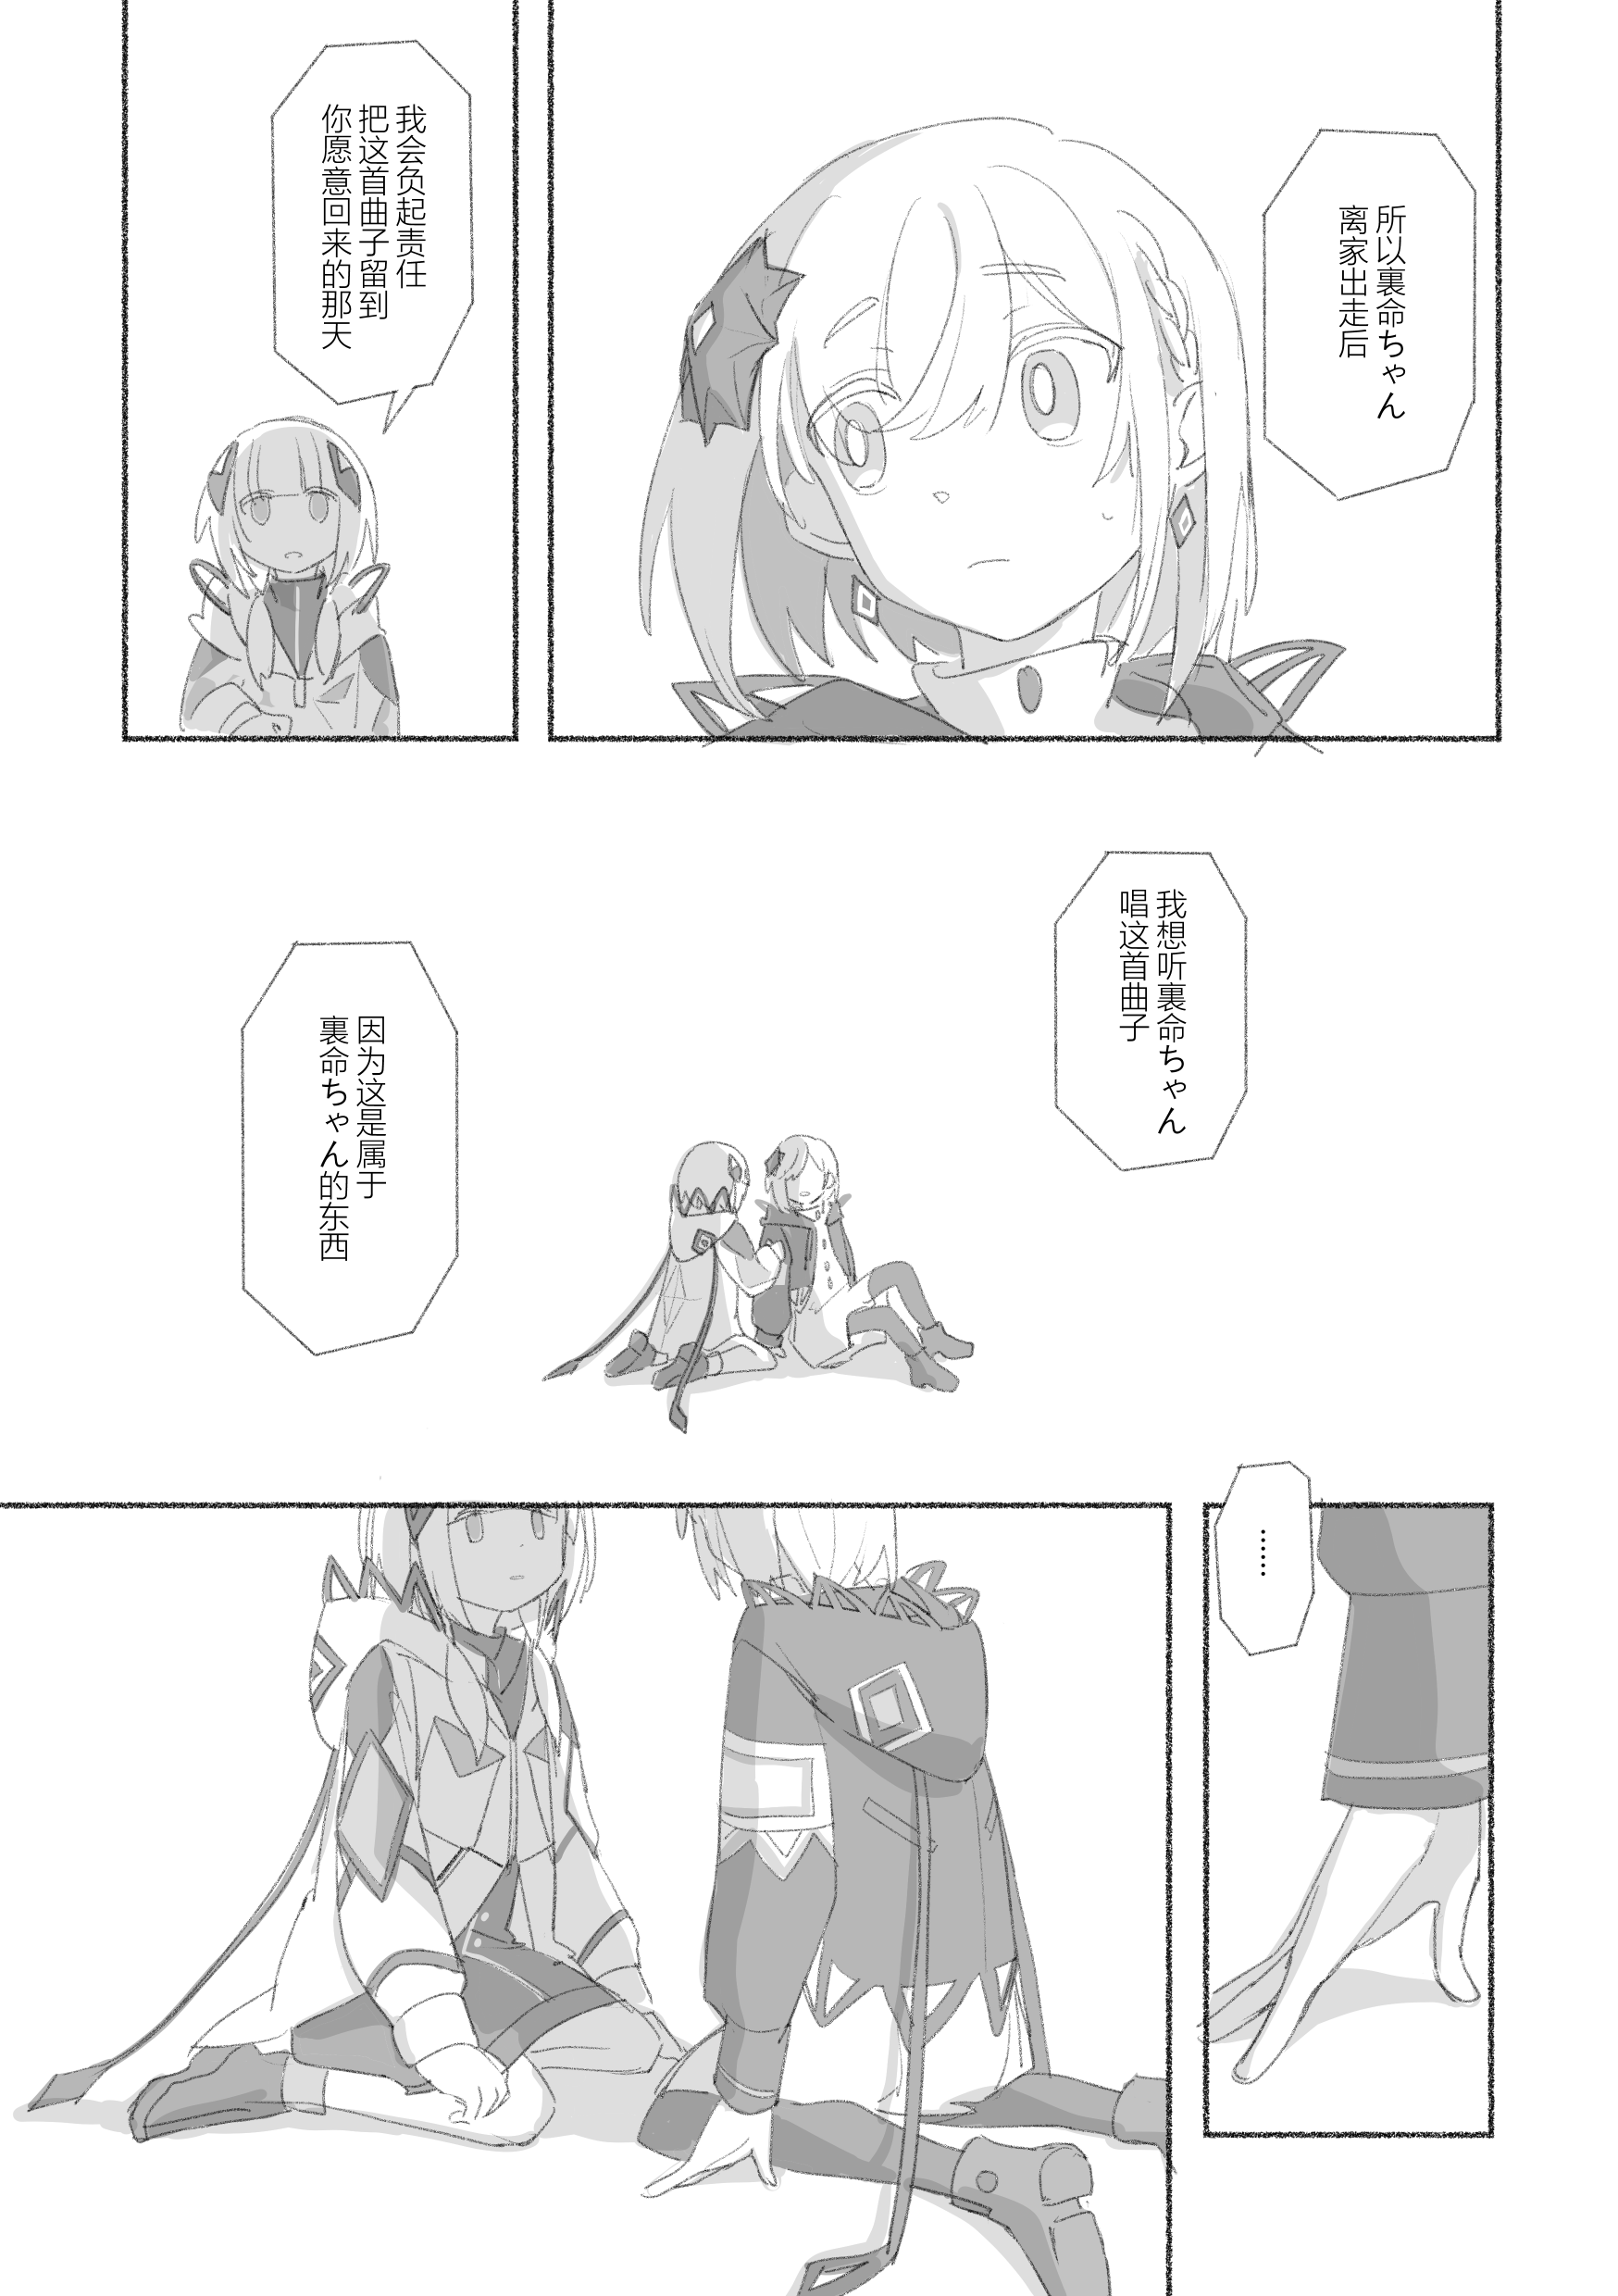 所以裏命ちゃん
离家出走后
我会负起责任
把这首曲子留到
你愿意回来的那天
我想听裏命ちゃん
唱这首曲子
因为这是属于
裏命ちゃん的东西
……